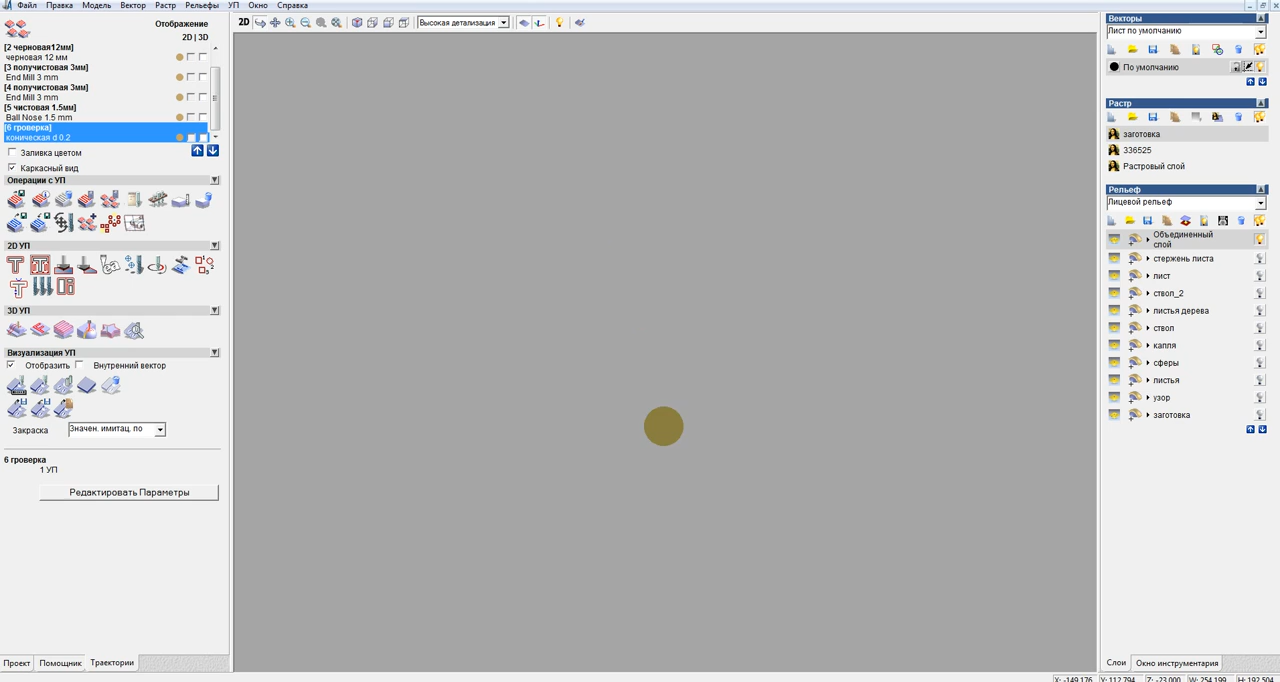 Файл Правка Модель Вектор Растр Рельефы УП Окно Справка
Отображение
2D | 3D
[2 черновая12мм]
черновая 12 мм
[3 получистовая 3мм]
End Mill 3 mm
[4 получистовая 3мм]
End Mill 3 mm
[5 чистовая 1.5мм]
Ball Nose 1.5 mm
[6 гроверка]
коническая d 0.2
Заливка цветом
Каркасный вид
Операции с УП
2D УП
3D УП
Визуализация УП
Отобразить Внутренний вектор
Закраска Значен. имитац. по
6 гроверка
1 УП
Редактировать Параметры
Проект Помощник Траектории
2D Высокая детализация
Векторы
Лист по умолчанию
По умолчанию
Растр
заготовка
336525
Растровый слой
Рельеф
Лицевой рельеф
Объединенный
слой
стержень листа
лист
ствол_2
листья дерева
ствол
капля
сферы
листья
узор
заготовка
Слои Окно инструментария
X: -149.176 Y: 112.794 Z: -23.000 W: 254.199 H: 192.504